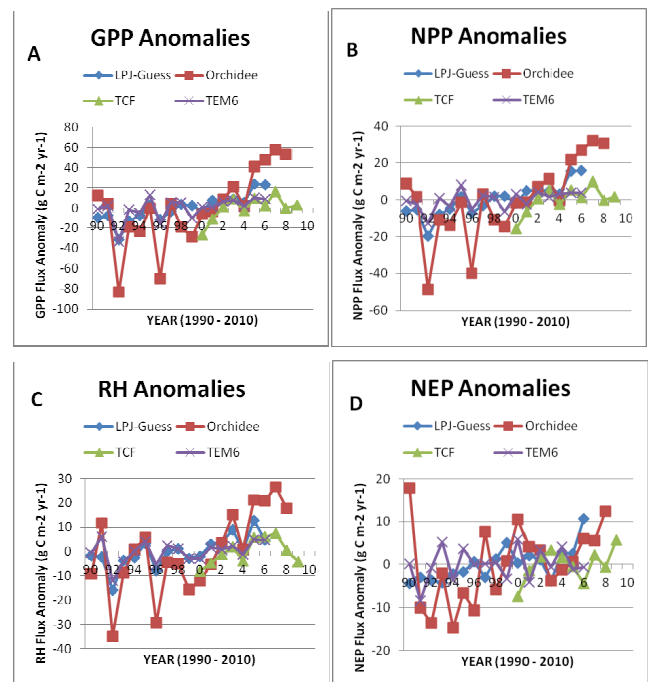 A
GPP Anomalies
LPJ-Guess Orchidee
TCF TEM6
GPP Flux Anomaly (g C m-2 yr-1)
80
60
40
20
0
-20
-40
-60
-80
-100
90 92 94 96 98 0 2 4 6 8 10
YEAR (1990 - 2010)
B
NPP Anomalies
LPJ-Guess Orchidee
TCF TEM6
NPP Flux Anomaly (g C m-2 yr-1)
40
20
0
-20
-40
-60
90 92 94 96 98 0 2 4 6 8 10
YEAR (1990 - 2010)
C
RH Anomalies
LPJ-Guess Orchidee
TCF TEM6
RH Flux Anomaly (g C m-2 yr-1)
30
20
10
0
-10
-20
-30
-40
90 92 94 96 98 0 2 4 6 8 10
YEAR (1990 - 2010)
D
NEP Anomalies
LPJ-Guess Orchidee
TCF TEM6
NEP Flux Anomaly (g C m-2 yr-1)
20
10
0
-10
-20
90 92 94 96 98 0 2 4 6 8 10
YEAR (1990 - 2010)